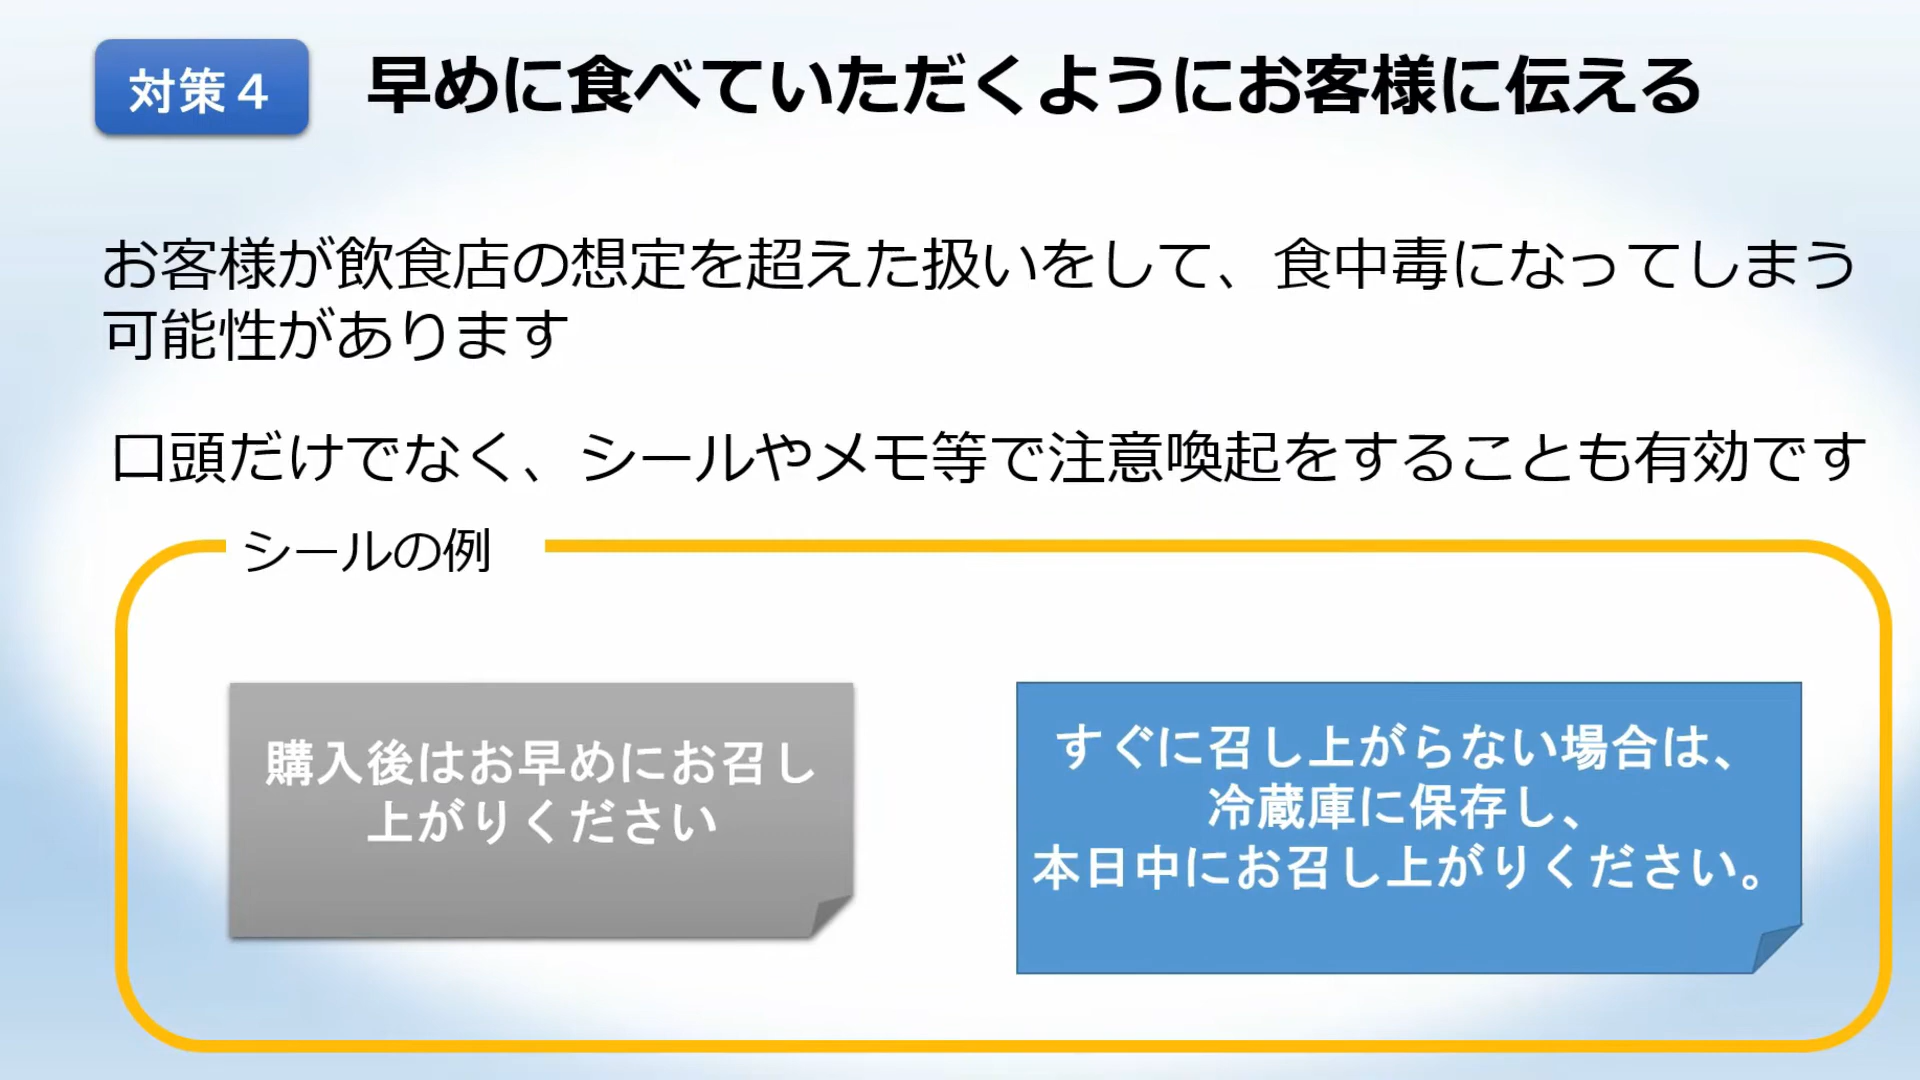 対策４
早めに食べていただくようにお客様に伝える
お客様が飲食店の想定を超えた扱いをして、食中毒になってしまう
可能性があります
口頭だけでなく、シールやメモ等で注意喚起をすることも有効です
シールの例
購入後はお早めにお召し
上がりください
すぐに召し上がらない場合は、
冷蔵庫に保存し、
本日中にお召し上がりください。